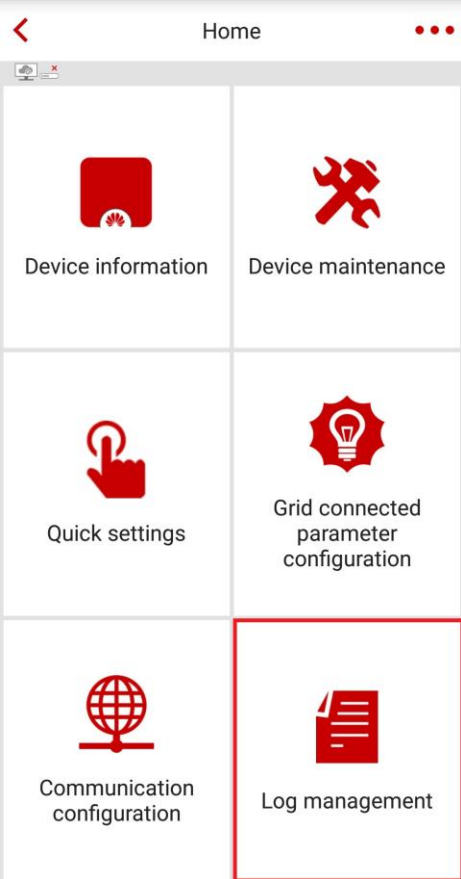 Home
Device information
Device maintenance
Quick settings
Grid connected
parameter
configuration
Communication
configuration
Log management